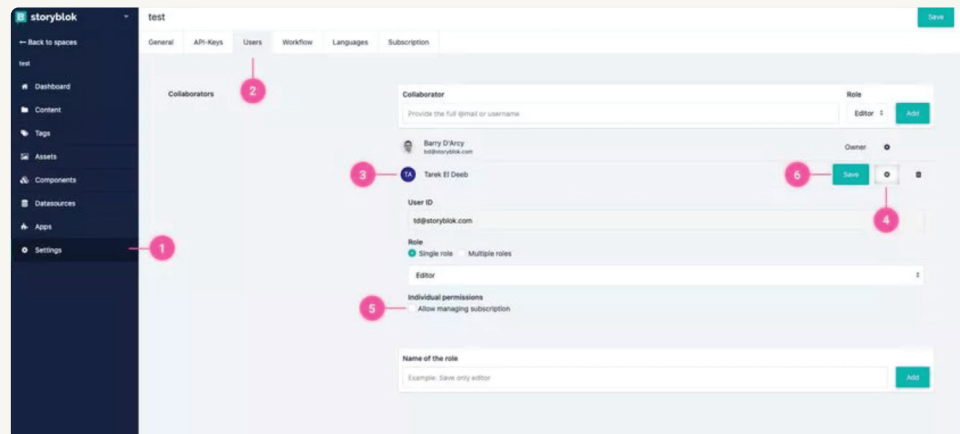 storyblok
test
Save
← Back to spaces
General API-Keys Users Workflow Languages Subscription
test
Dashboard
Content
Tags
Assets
Components
Datasources
Apps
Settings
1
2
Collaborators
Collaborator
Role
Provide the full @mail or username
Editor
Add
Barry D'Arcy
td@storyblok.com
Owner
3
TA
Tarek El Deeb
6
Save
4
User ID
td@storyblok.com
Role
Single role Multiple roles
Editor
Individual permissions
5
Allow managing subscription
Name of the role
Example: Save only editor
Add